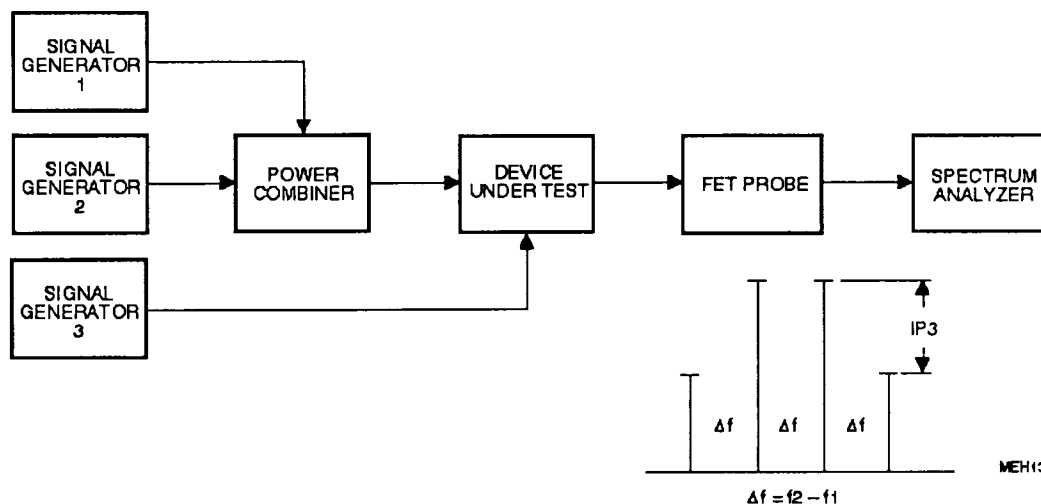 SIGNAL
GENERATOR
1
SIGNAL
GENERATOR
2
SIGNAL
GENERATOR
3
POWER
COMBINER
DEVICE
UNDER TEST
FET PROBE
SPECTRUM
ANALYZER
IP3
Δf
Δf
Δf
Δf = f2 – f1